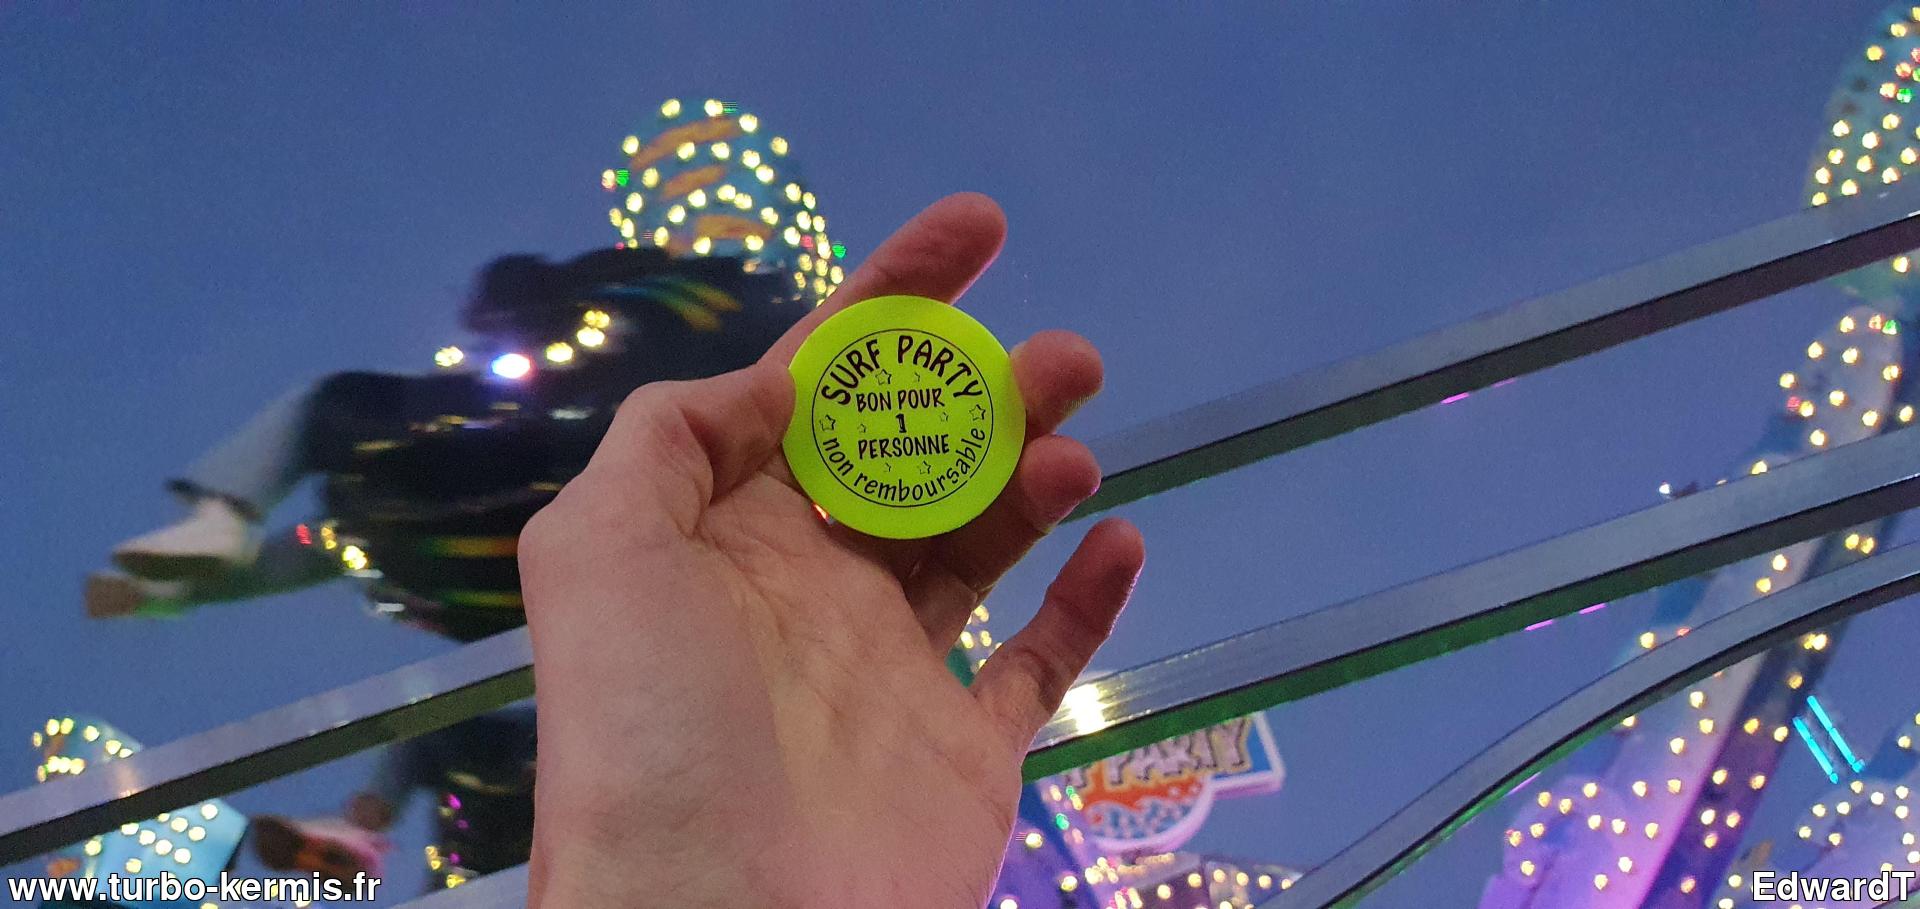 SURF PARTY
BON POUR
1
PERSONNE
non remboursable
PARTY
www.turbo-kermis.fr
EdwardT